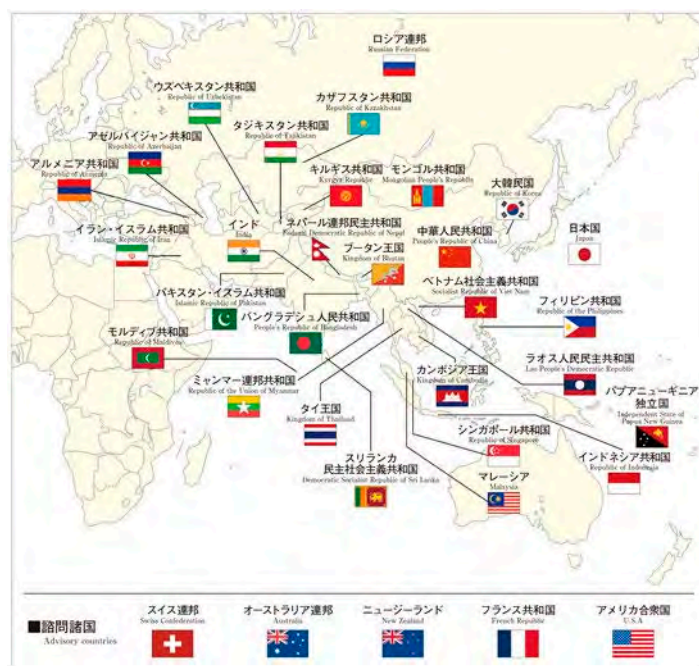 ロシア連邦
Russian Federation
ウズベキスタン共和国
Republic of Uzbekistan
カザフスタン共和国
Republic of Kazakhstan
タジキスタン共和国
Republic of Tajikistan
アゼルバイジャン共和国
Republic of Azerbaijan
アルメニア共和国
Republic of Armenia
キルギス共和国
Kyrgyz Republic
モンゴル共和国
Mongolian People's Republic
大韓民国
Republic of Korea
イラン・イスラム共和国
Islamic Republic of Iran
インド
India
ネパール連邦民主共和国
Federal Democratic Republic of Nepal
中華人民共和国
People's Republic of China
日本国
Japan
ブータン王国
Kingdom of Bhutan
パキスタン・イスラム共和国
Islamic Republic of Pakistan
ベトナム社会主義共和国
Socialist Republic of Viet Nam
フィリピン共和国
Republic of the Philippines
バングラデシュ人民共和国
People's Republic of Bangladesh
モルディブ共和国
Republic of Maldives
ミャンマー連邦共和国
Republic of the Union of Myanmar
カンボジア王国
Kingdom of Cambodia
ラオス人民民主共和国
Lao People's Democratic Republic
パプアニューギニア
独立国
Independent State of
Papua New Guinea
タイ王国
Kingdom of Thailand
シンガポール共和国
Republic of Singapore
インドネシア共和国
Republic of Indonesia
スリランカ
民主社会主義共和国
Democratic Socialist Republic of Sri Lanka
マレーシア
Malaysia
■諮問諸国
Advisory countries
スイス連邦
Swiss Confederation
オーストラリア連邦
Australia
ニュージーランド
New Zealand
フランス共和国
French Republic
アメリカ合衆国
U.S.A